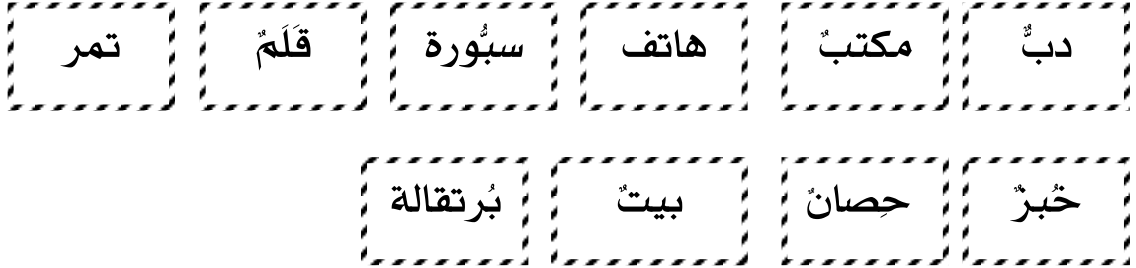 دبٌّ مكتبٌ هاتف سبُّورة قَلَمٌ تمر
خُبزٌ حِصانٌ بيتٌ بُرتقالة